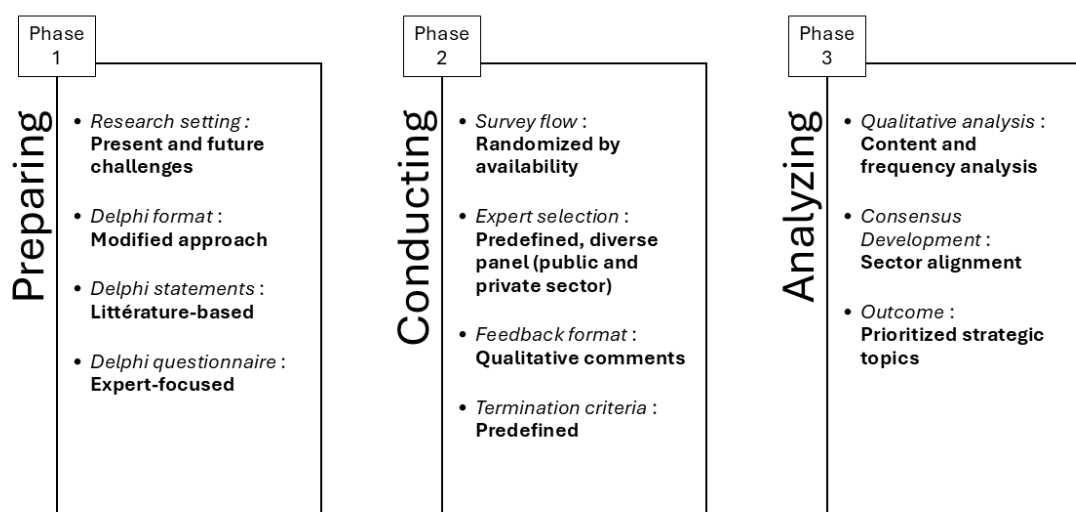 Phase
1
Preparing
• Research setting :
Present and future
challenges
• Delphi format :
Modified approach
• Delphi statements :
Littérature-based
• Delphi questionnaire :
Expert-focused
Phase
2
Conducting
• Survey flow :
Randomized by
availability
• Expert selection :
Predefined, diverse
panel (public and
private sector)
• Feedback format :
Qualitative comments
• Termination criteria :
Predefined
Phase
3
Analyzing
• Qualitative analysis :
Content and
frequency analysis
• Consensus
Development :
Sector alignment
• Outcome :
Prioritized strategic
topics